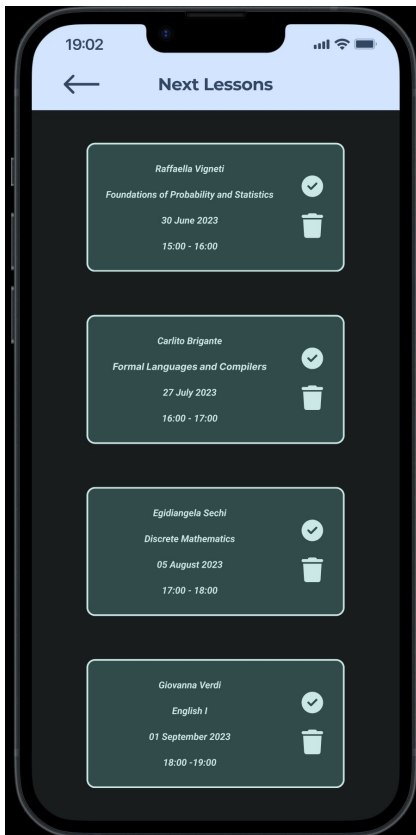 19:02
Next Lessons
Raffaella Vigneti
Foundations of Probability and Statistics
30 June 2023
15:00 - 16:00
Carlito Brigante
Formal Languages and Compilers
27 July 2023
16:00 - 17:00
Egidiangela Sechi
Discrete Mathematics
05 August 2023
17:00 - 18:00
Giovanna Verdi
English I
01 September 2023
18:00 -19:00